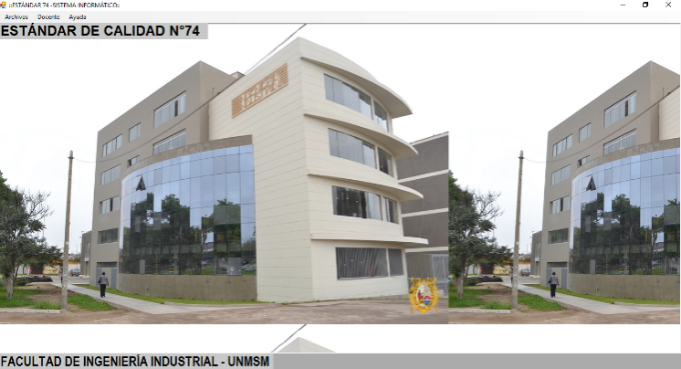 ::ESTÁNDAR 74 - SISTEMA INFORMÁTICO::
Archivos Docente Ayuda
ESTÁNDAR DE CALIDAD N°74
FACULTAD DE INGENIERÍA INDUSTRIAL - UNMSM